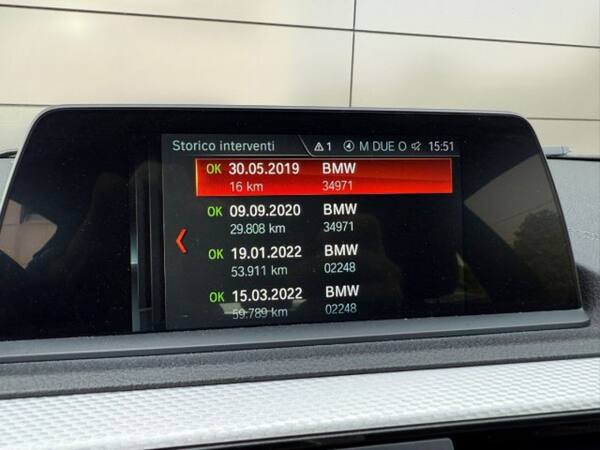 Storico interventi 1 M DUE O 15:51
OK 30.05.2019 BMW
16 km 34971
OK 09.09.2020 BMW
29.808 km 34971
OK 19.01.2022 BMW
53.911 km 02248
OK 15.03.2022 BMW
59.789 km 02248